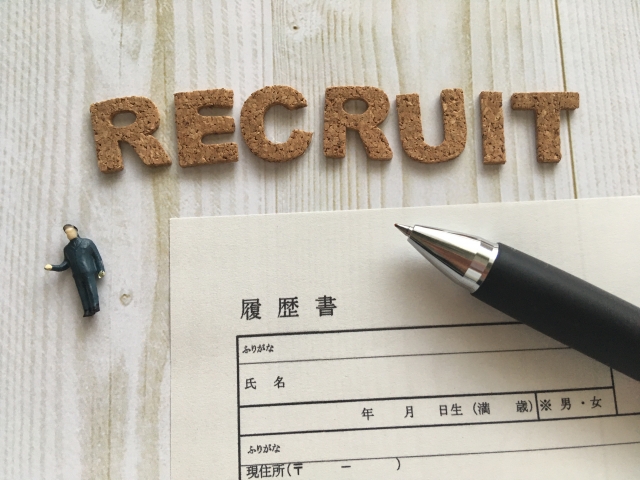 RECRUIT
履歴書
ふりがな
氏 名
年 月 日生 (満 歳) ※ 男・女
ふりがな
現住所(〒 ー )